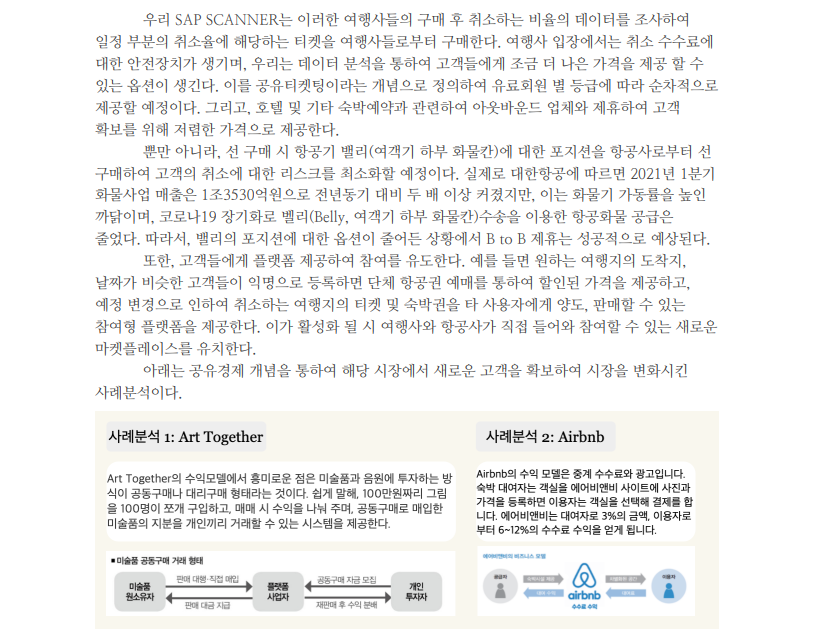 우리 SAP SCANNER는 이러한 여행사들의 구매 후 취소하는 비율의 데이터를 조사하여
일정 부분의 취소율에 해당하는 티켓을 여행사들로부터 구매한다. 여행사 입장에서는 취소 수수료에
대한 안전장치가 생기며, 우리는 데이터 분석을 통하여 고객들에게 조금 더 나은 가격을 제공 할 수
있는 옵션이 생긴다. 이를 공유티켓팅이라는 개념으로 정의하여 유료회원 별 등급에 따라 순차적으로
제공할 예정이다. 그리고, 호텔 및 기타 숙박예약과 관련하여 아웃바운드 업체와 제휴하여 고객
확보를 위해 저렴한 가격으로 제공한다.
뿐만 아니라, 선 구매 시 항공기 밸리(여객기 하부 화물칸)에 대한 포지션을 항공사로부터 선
구매하여 고객의 취소에 대한 리스크를 최소화할 예정이다. 실제로 대한항공에 따르면 2021년 1분기
화물사업 매출은 1조3530억원으로 전년동기 대비 두 배 이상 커졌지만, 이는 화물기 가동률을 높인
까닭이며, 코로나19 장기화로 벨리(Belly, 여객기 하부 화물칸)수송을 이용한 항공화물 공급은
줄었다. 따라서, 밸리의 포지션에 대한 옵션이 줄어든 상황에서 B to B 제휴는 성공적으로 예상된다.
또한, 고객들에게 플랫폼 제공하여 참여를 유도한다. 예를 들면 원하는 여행지의 도착지,
날짜가 비슷한 고객들이 익명으로 등록하면 단체 항공권 예매를 통하여 할인된 가격을 제공하고,
예정 변경으로 인하여 취소하는 여행지의 티켓 및 숙박권을 타 사용자에게 양도, 판매할 수 있는
참여형 플랫폼을 제공한다. 이가 활성화 될 시 여행사와 항공사가 직접 들어와 참여할 수 있는 새로운
마켓플레이스를 유치한다.
아래는 공유경제 개념을 통하여 해당 시장에서 새로운 고객을 확보하여 시장을 변화시킨
사례분석이다.
사례분석 1: Art Together
Art Together의 수익모델에서 흥미로운 점은 미술품과 음원에 투자하는 방
식이 공동구매나 대리구매 형태라는 것이다. 쉽게 말해, 100만원짜리 그림
을 100명이 쪼개 구입하고, 매매 시 수익을 나눠 주며, 공동구매로 매입한
미술품의 지분을 개인끼리 거래할 수 있는 시스템을 제공한다.
■ 미술품 공동구매 거래 형태
미술품
원소유자
판매 대행·직접 매입
판매 대금 지급
플랫폼
사업자
공동구매 자금 모집
재판매 후 수익 분배
개인
투자자
사례분석 2: Airbnb
Airbnb의 수익 모델은 중계 수수료와 광고입니다.
숙박 대여자는 객실을 에어비앤비 사이트에 사진과
가격을 등록하면 이용자는 객실을 선택해 결제를 합
니다. 에어비앤비는 대여자로 3%의 금액, 이용자로
부터 6~12%의 수수료 수익을 얻게 됩니다.
에어비앤비의 비즈니스 모델
공급자
airbnb
수수료 수익
이용자